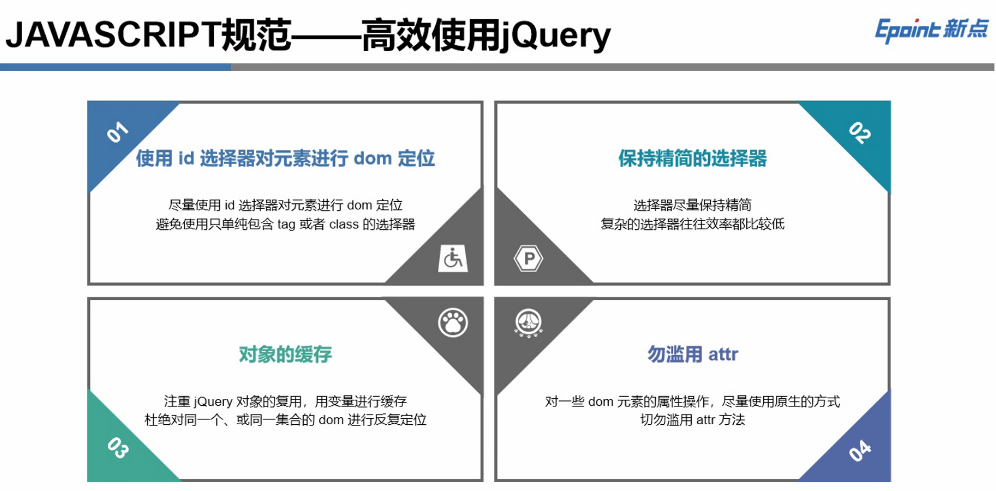 JAVASCRIPT规范——高效使用jQuery
Epoint 新点
01
使用 id 选择器对元素进行 dom 定位
尽量使用 id 选择器对元素进行 dom 定位
避免使用只单纯包含 tag 或者 class 的选择器
02
保持精简的选择器
选择器尽量保持精简
复杂的选择器往往效率都比较低
P
对象的缓存
注重 jQuery 对象的复用，用变量进行缓存
杜绝对同一个、或同一集合的 dom 进行反复定位
03
勿滥用 attr
对一些 dom 元素的属性操作，尽量使用原生的方式
切勿滥用 attr 方法
04